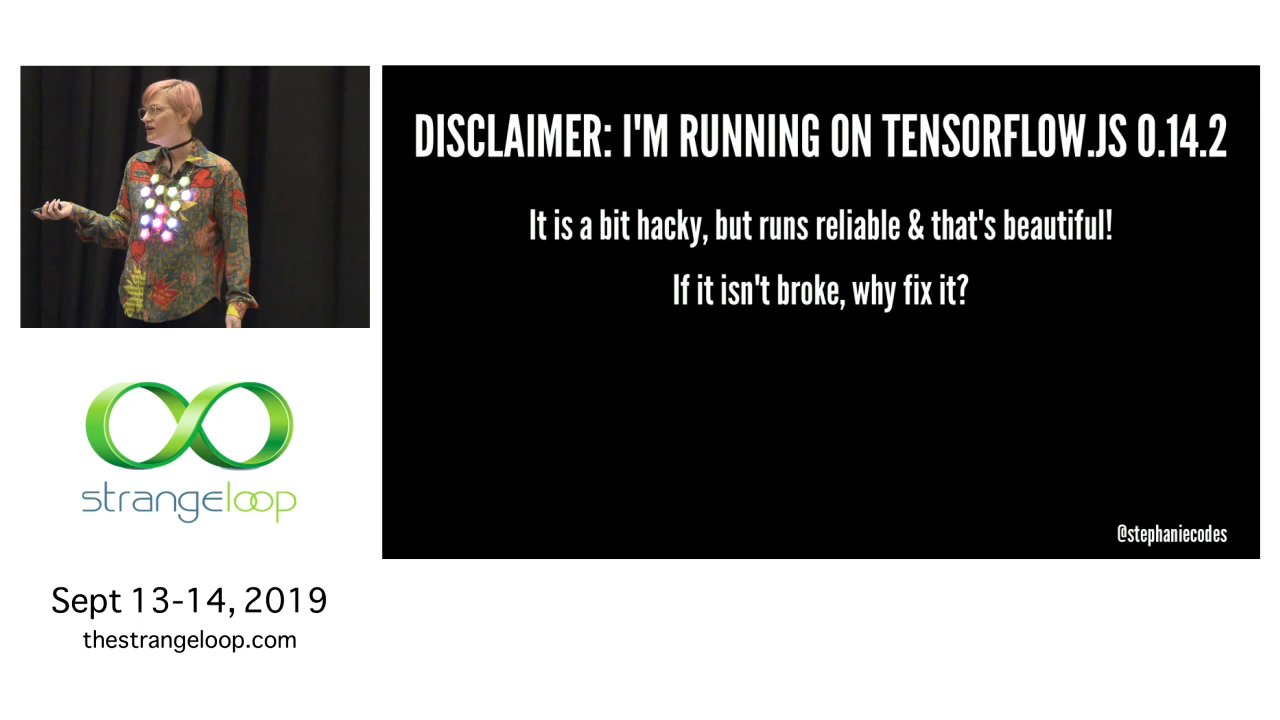 DISCLAIMER: I'M RUNNING ON TENSORFLOW.JS 0.14.2
It is a bit hacky, but runs reliable & that's beautiful!
If it isn't broke, why fix it?
@stephaniecodes
strangeloop
Sept 13-14, 2019
thestrangeloop.com